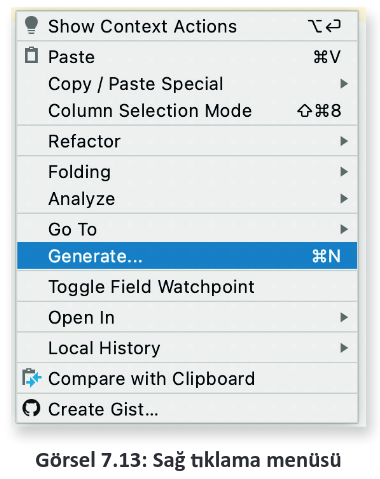 Show Context Actions ⌥⏎
Paste ⌘V
Copy / Paste Special
Column Selection Mode ⇧⌘8
Refactor
Folding
Analyze
Go To
Generate... ⌘N
Toggle Field Watchpoint
Open In
Local History
Compare with Clipboard
Create Gist...
Görsel 7.13: Sağ tıklama menüsü